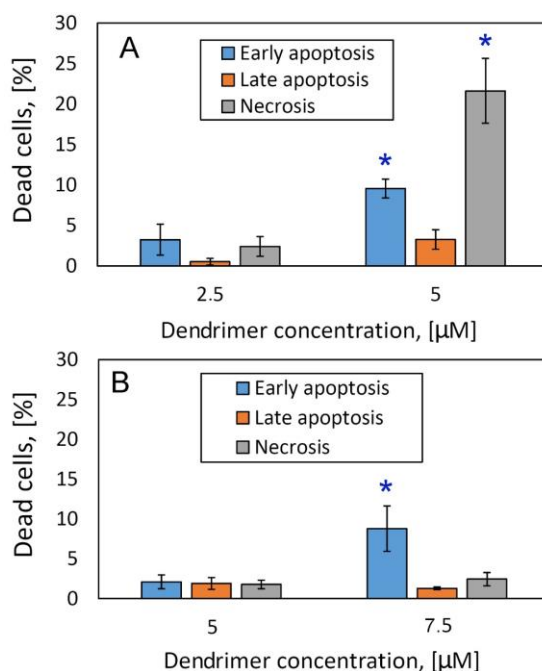 A
Early apoptosis
Late apoptosis
Necrosis
*
*
Dead cells, [%]
30
25
20
15
10
5
0
2.5
5
Dendrimer concentration, [µM]
B
Early apoptosis
Late apoptosis
Necrosis
*
Dead cells, [%]
30
25
20
15
10
5
0
5
7.5
Dendrimer concentration, [µM]